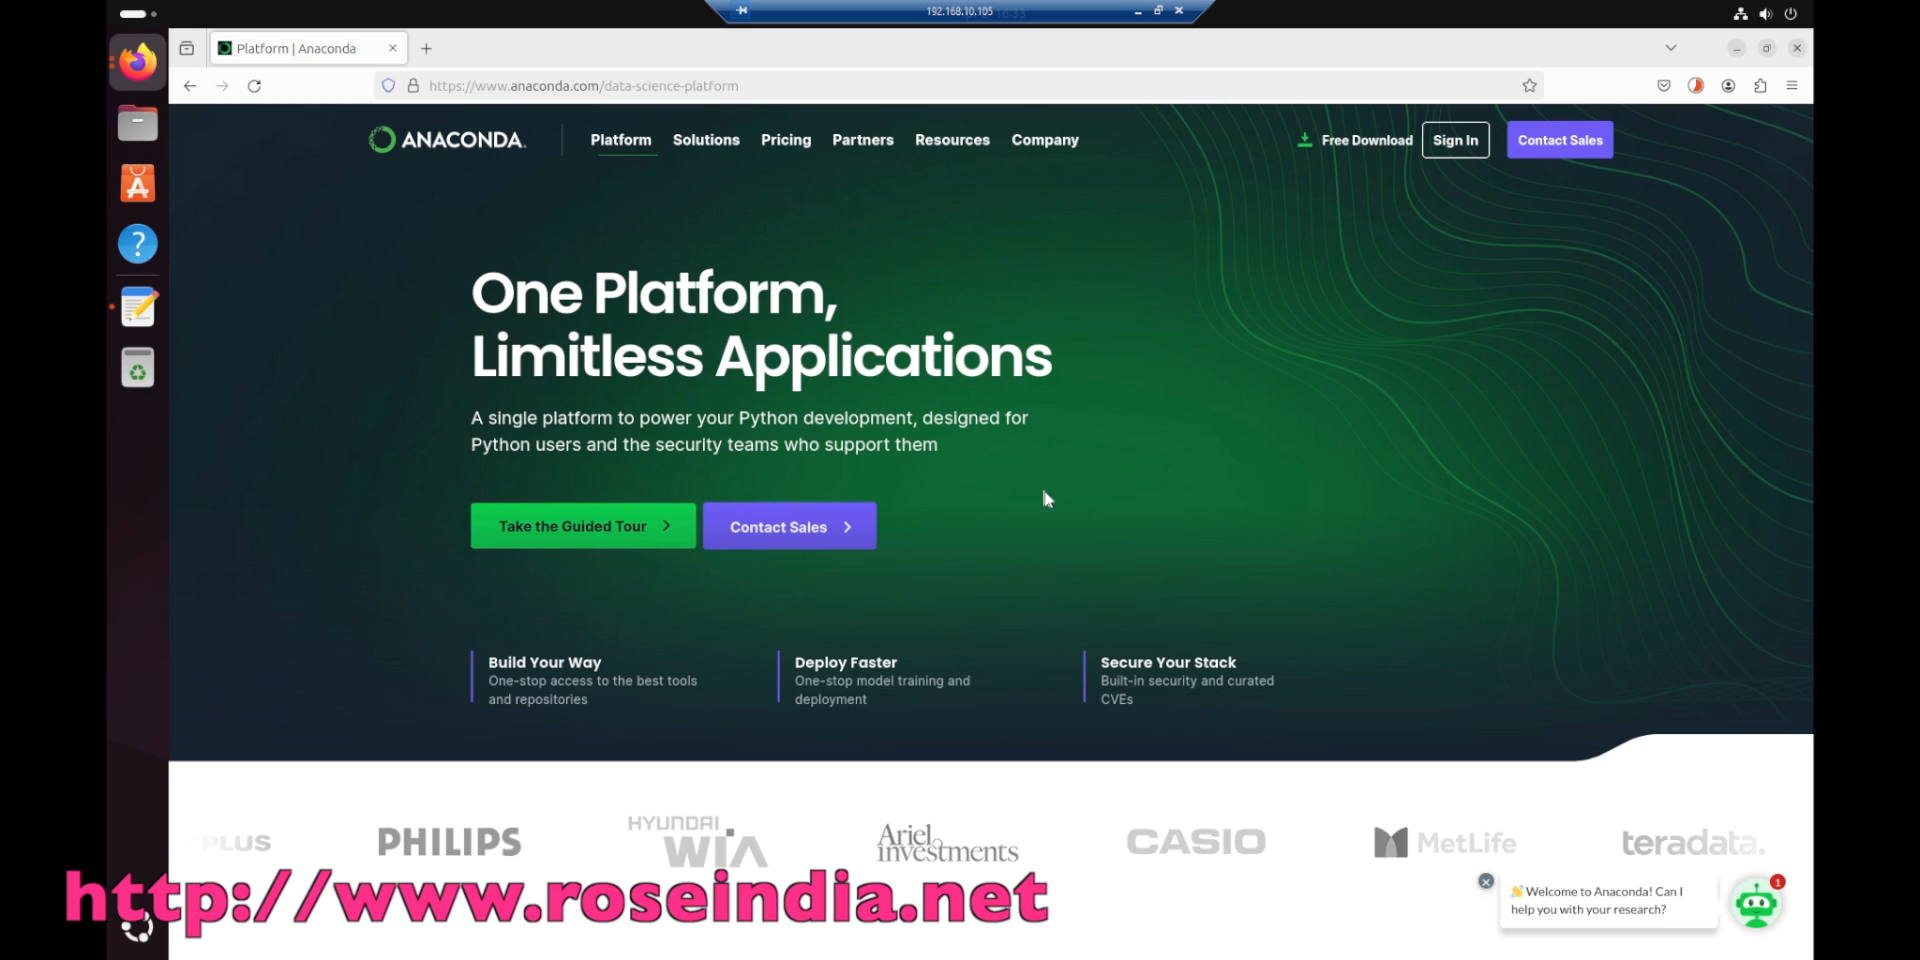 192.168.10.105
Platform | Anaconda
https://www.anaconda.com/data-science-platform
ANACONDA.
Platform Solutions Pricing Partners Resources Company
Free Download Sign In Contact Sales
One Platform,
Limitless Applications
A single platform to power your Python development, designed for
Python users and the security teams who support them
Take the Guided Tour
Contact Sales
Build Your Way
One-stop access to the best tools
and repositories
Deploy Faster
One-stop model training and
deployment
Secure Your Stack
Built-in security and curated
CVEs
PLUS
PHILIPS
HYUNDAI
WIA
Ariel
investments
CASIO
MetLife
teradata.
1
👋 Welcome to Anaconda! Can I
help you with your research?
http://www.roseindia.net